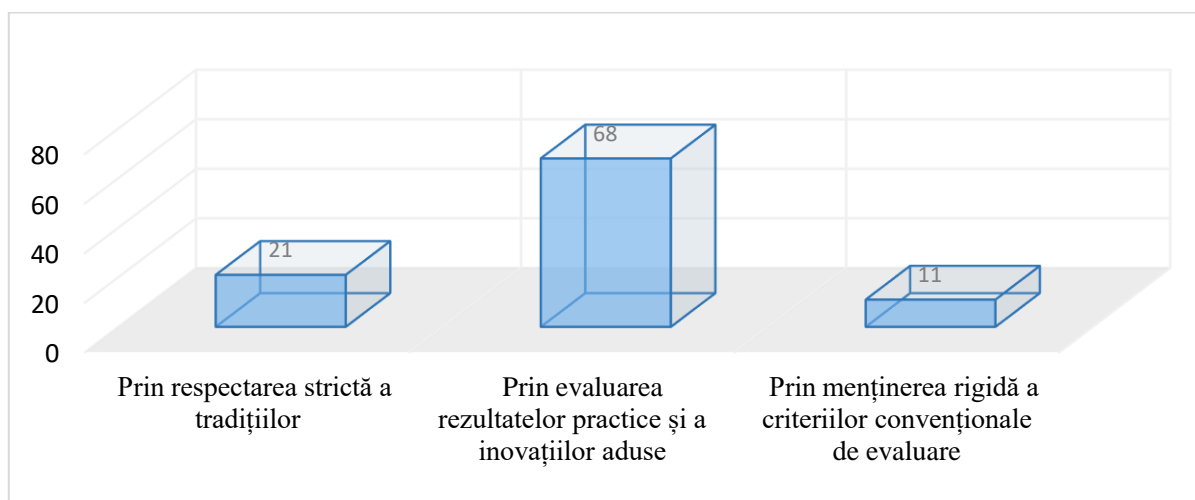 80
60
40
20
0
21
68
11
Prin respectarea strictă a
tradițiilor
Prin evaluarea
rezultatelor practice și a
inovațiilor aduse
Prin menținerea rigidă a
criteriilor convenționale
de evaluare